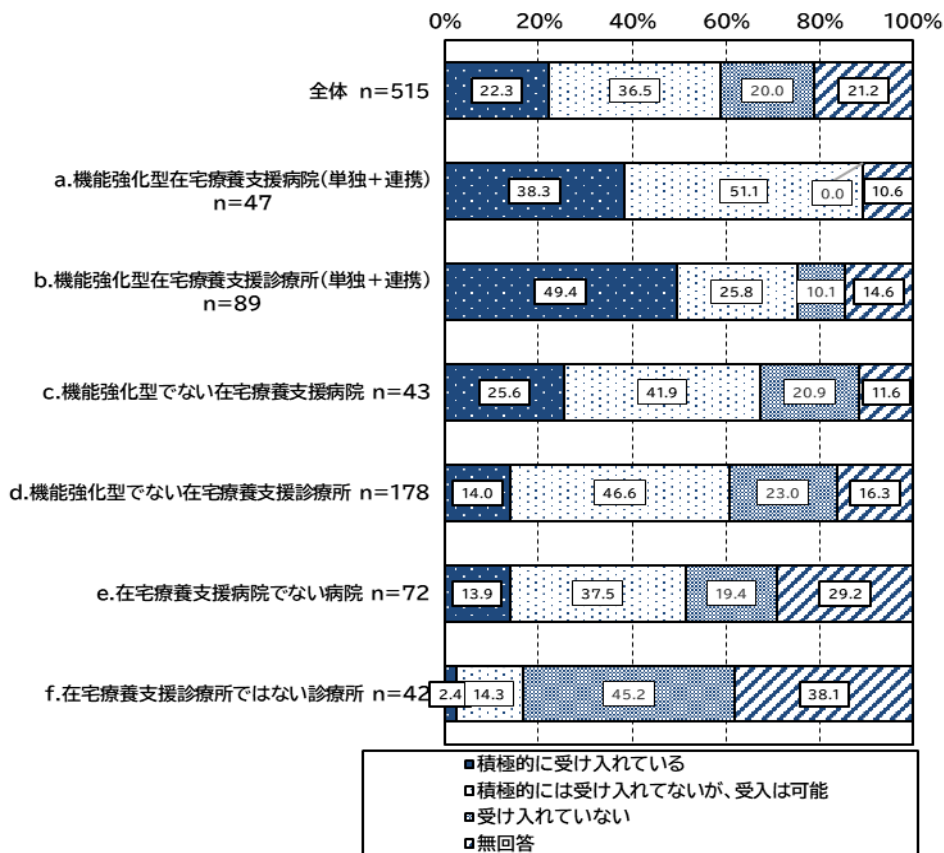 0% 20% 40% 60% 80% 100%
全体 n=515 22.3 36.5 20.0 21.2
a.機能強化型在宅療養支援病院(単独+連携)
n=47
38.3 51.1 0.0 10.6
b.機能強化型在宅療養支援診療所(単独+連携)
n=89
49.4 25.8 10.1 14.6
c.機能強化型でない在宅療養支援病院 n=43 25.6 41.9 20.9 11.6
d.機能強化型でない在宅療養支援診療所 n=178 14.0 46.6 23.0 16.3
e.在宅療養支援病院でない病院 n=72 13.9 37.5 19.4 29.2
f.在宅療養支援診療所ではない診療所 n=42 2.4 14.3 45.2 38.1
積極的に受け入れている
積極的には受け入れてないが、受入は可能
受け入れていない
無回答